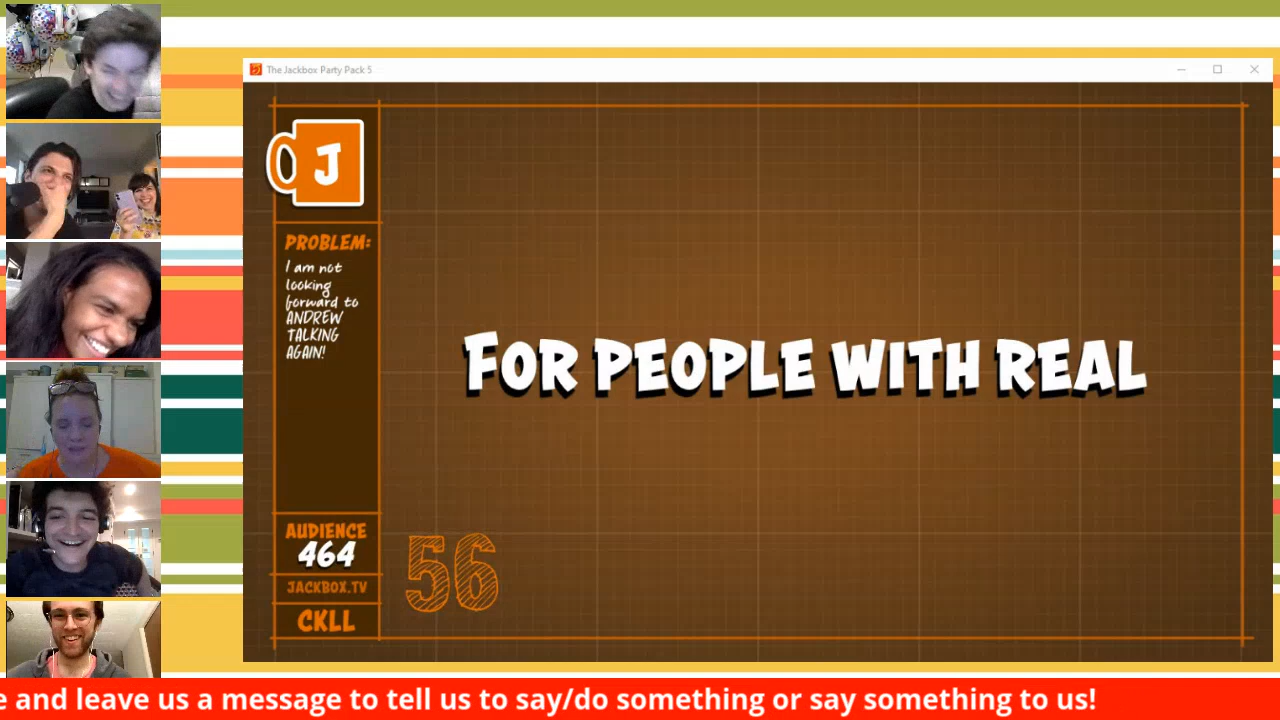 The Jackbox Party Pack 5
J
PROBLEM:
I am not
looking
forward to
ANDREW
TALKING
AGAIN!
FOR PEOPLE WITH REAL
AUDIENCE
464
JACKBOX.TV
CKLL
56
e and leave us a message to tell us to say/do something or say something to us!